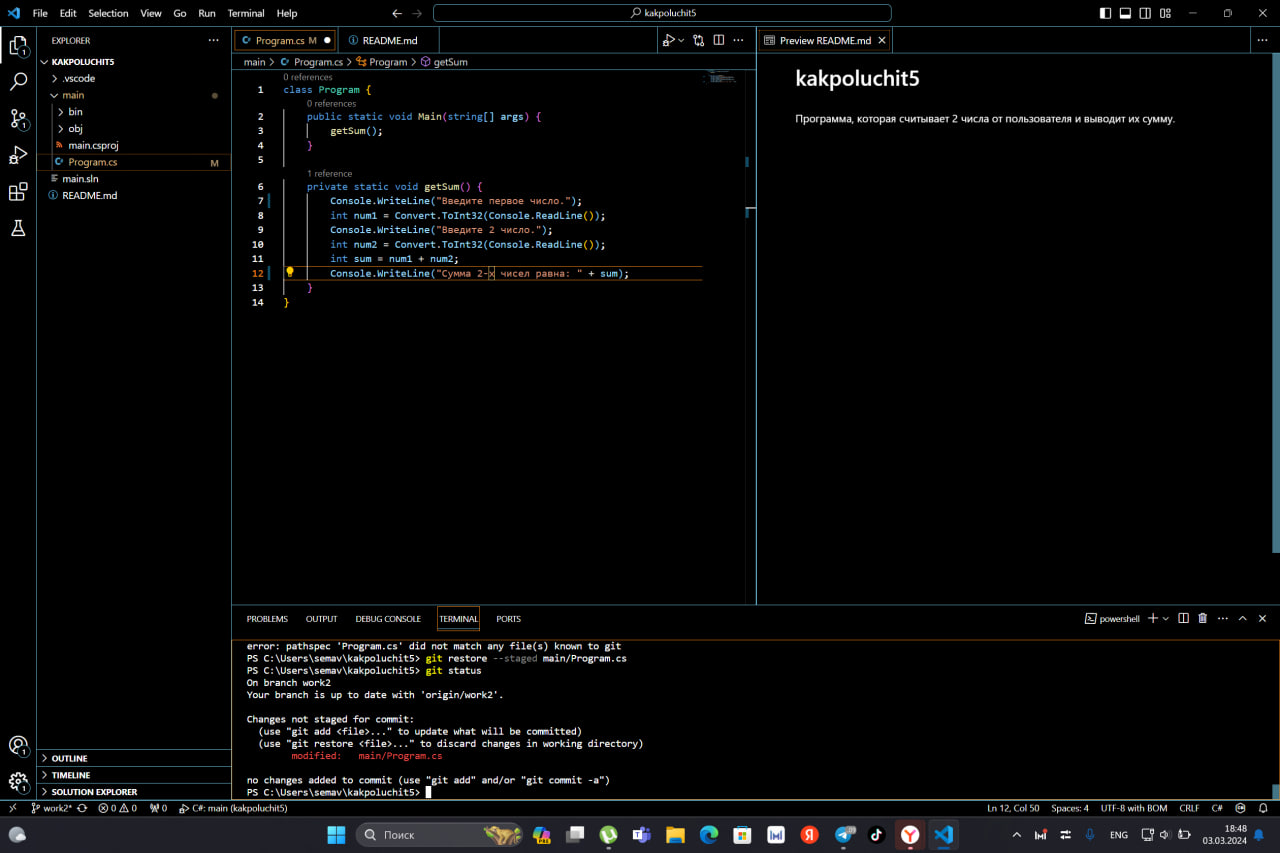 File Edit Selection View Go Run Terminal Help
kakpoluchit5
EXPLORER
KAKPOLUCHIT5
.vscode
main
bin
obj
main.csproj
Program.cs M
main.sln
README.md
OUTLINE
TIMELINE
SOLUTION EXPLORER
Program.cs M
README.md
main > Program.cs > Program > getSum
0 references
1 class Program {
0 references
2 public static void Main(string[] args) {
3 getSum();
4 }
5
1 reference
6 private static void getSum() {
7 Console.WriteLine("Введите первое число.");
8 int num1 = Convert.ToInt32(Console.ReadLine());
9 Console.WriteLine("Введите 2 число.");
10 int num2 = Convert.ToInt32(Console.ReadLine());
11 int sum = num1 + num2;
12 Console.WriteLine("Сумма 2-х чисел равна: " + sum);
13 }
14 }
Preview README.md
kakpoluchit5
Программа, которая считывает 2 числа от пользователя и выводит их сумму.
PROBLEMS OUTPUT DEBUG CONSOLE TERMINAL PORTS
powershell
error: pathspec 'Program.cs' did not match any file(s) known to git
PS C:\Users\semav\kakpoluchit5> git restore --staged main/Program.cs
PS C:\Users\semav\kakpoluchit5> git status
On branch work2
Your branch is up to date with 'origin/work2'.
Changes not staged for commit:
(use "git add <file>..." to update what will be committed)
(use "git restore <file>..." to discard changes in working directory)
modified: main/Program.cs
no changes added to commit (use "git add" and/or "git commit -a")
PS C:\Users\semav\kakpoluchit5>
work2* 0 0 0 C#: main (kakpoluchit5)
Ln 12, Col 50 Spaces: 4 UTF-8 with BOM CRLF C#
Поиск
ENG
18:48
03.03.2024